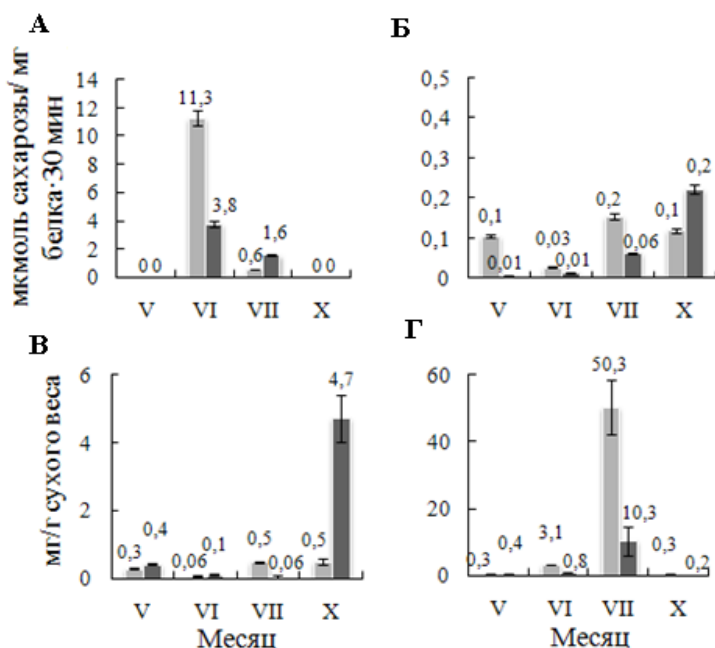 А
мкмоль сахарозы/ мг
белка·30 мин
14
12
10
8
6
4
2
0
11,3
3,8
0,6
1,6
0 0
0 0
V
VI
VII
X
Б
0,5
0,4
0,3
0,2
0,1
0
0,1
0,01
0,03
0,01
0,2
0,06
0,1
0,2
V
VI
VII
X
В
мг/г сухого веса
6
4
2
0
0,3
0,4
0,06
0,1
0,5
0,06
0,5
4,7
V
VI
VII
X
Месяц
Г
60
40
20
0
0,3
0,4
3,1
0,8
50,3
10,3
0,3
0,2
V
VI
VII
X
Месяц